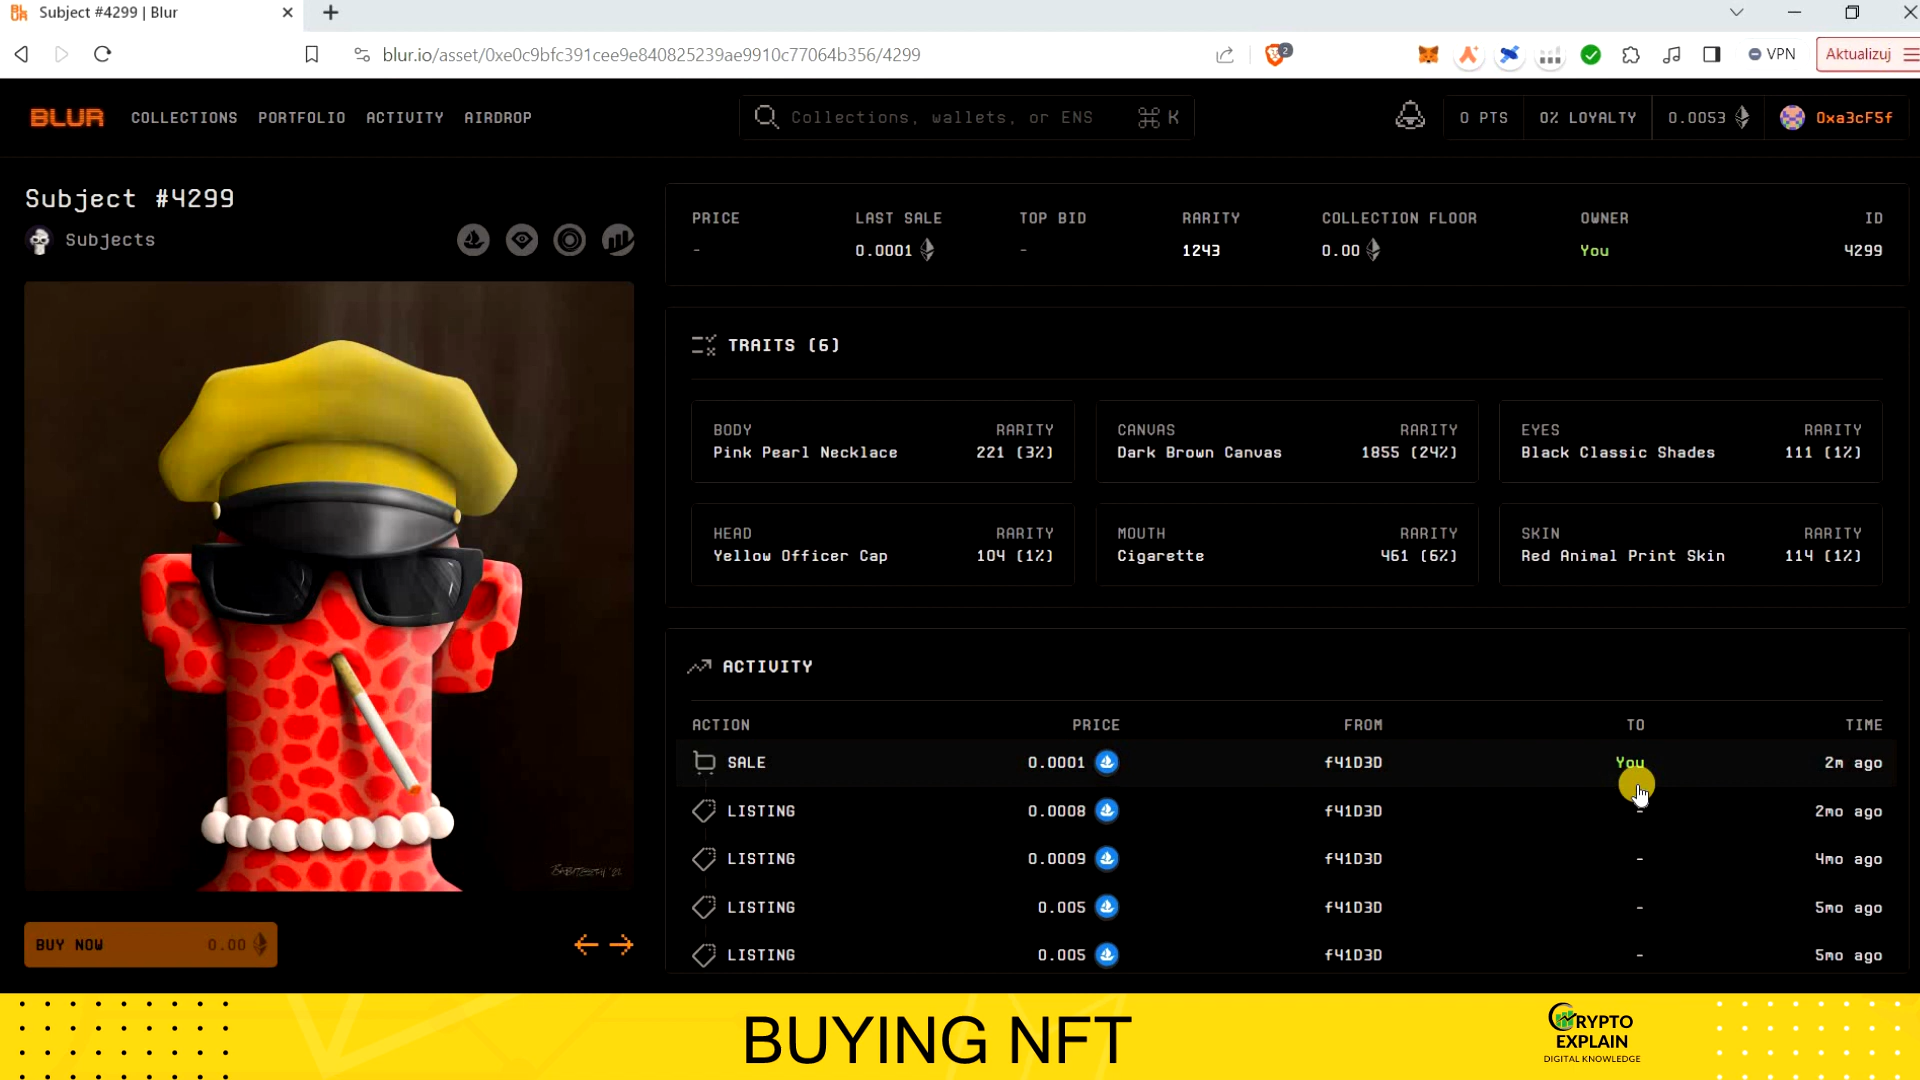 Subject #4299 | Blur
blur.io/asset/0xe0c9bfc391cee9e840825239ae9910c77064b356/4299
2
VPN
Aktualizuj
BLUR
COLLECTIONS PORTFOLIO ACTIVITY AIRDROP
Collections, wallets, or ENS ⌘ K
0 PTS
0% LOYALTY
0.0053
0xa3cF5f
Subject #4299
Subjects
PRICE LAST SALE TOP BID RARITY COLLECTION FLOOR OWNER ID
- 0.0001 - 1243 0.00 You 4299
TRAITS (6)
BODY RARITY
Pink Pearl Necklace 221 (3%)
CANVAS RARITY
Dark Brown Canvas 1855 (24%)
EYES RARITY
Black Classic Shades 111 (1%)
HEAD RARITY
Yellow Officer Cap 104 (1%)
MOUTH RARITY
Cigarette 461 (6%)
SKIN RARITY
Red Animal Print Skin 114 (1%)
ACTIVITY
ACTION PRICE FROM TO TIME
SALE 0.0001 f41D3D You 2m ago
LISTING 0.0008 f41D3D - 2mo ago
LISTING 0.0009 f41D3D - 4mo ago
LISTING 0.005 f41D3D - 5mo ago
LISTING 0.005 f41D3D - 5mo ago
BUY NOW 0.00
BUYING NFT
CRYPTO
EXPLAIN
DIGITAL KNOWLEDGE